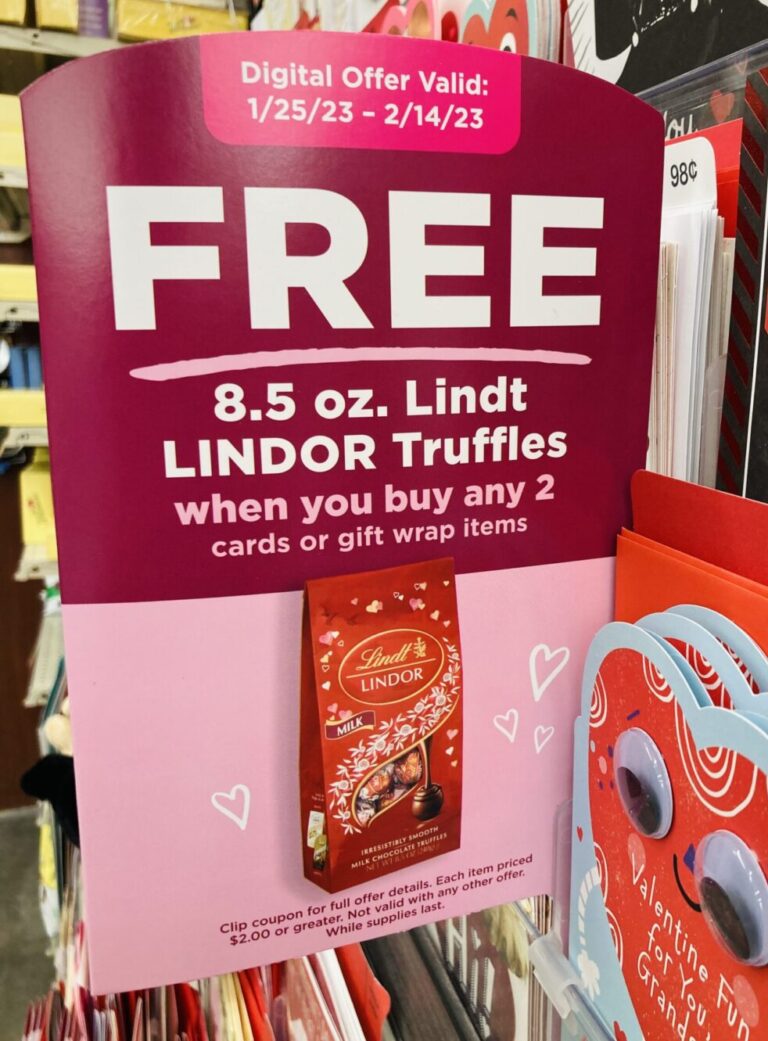 Digital Offer Valid:
1/25/23 – 2/14/23
FREE
8.5 oz. Lindt
LINDOR Truffles
when you buy any 2
cards or gift wrap items
Lindt
LINDOR
MILK
IRRESISTIBLY SMOOTH
MILK CHOCOLATE TRUFFLES
Clip coupon for full offer details. Each item priced
$2.00 or greater. Not valid with any other offer.
While supplies last.
98¢
Valentine Fun
for You,